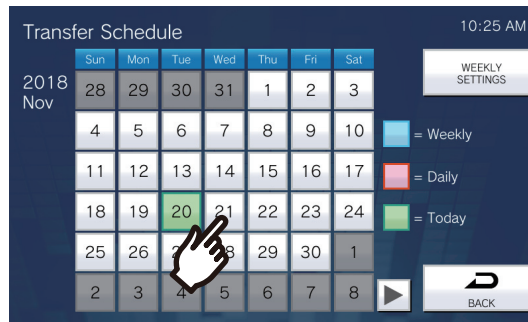 Transfer Schedule 10:25 AM
Sun Mon Tue Wed Thu Fri Sat
WEEKLY
SETTINGS
2018
Nov
28 29 30 31 1 2 3
4 5 6 7 8 9 10
= Weekly
11 12 13 14 15 16 17
= Daily
18 19 20 21 22 23 24
= Today
25 26 29 30 1
2 3 4 5 6 7 8
BACK